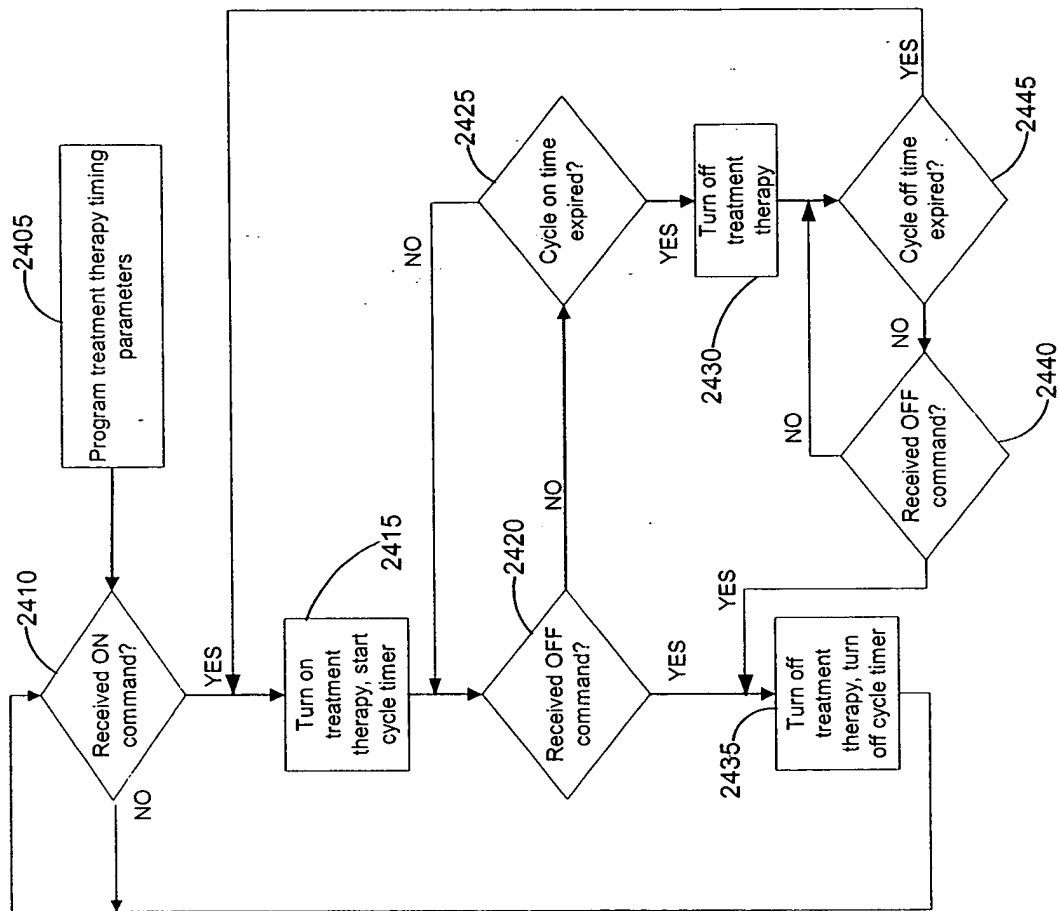 2405
Program treatment therapy timing
parameters
2410
Received ON
command?
NO
YES
2415
Turn on
treatment
therapy, start
cycle timer
2420
Received OFF
command?
NO
YES
2425
Cycle on time
expired?
NO
YES
2430
Turn off
treatment
therapy
2445
Cycle off time
expired?
YES
NO
2440
Received OFF
command?
NO
YES
2435
Turn off
treatment
therapy, turn
off cycle timer